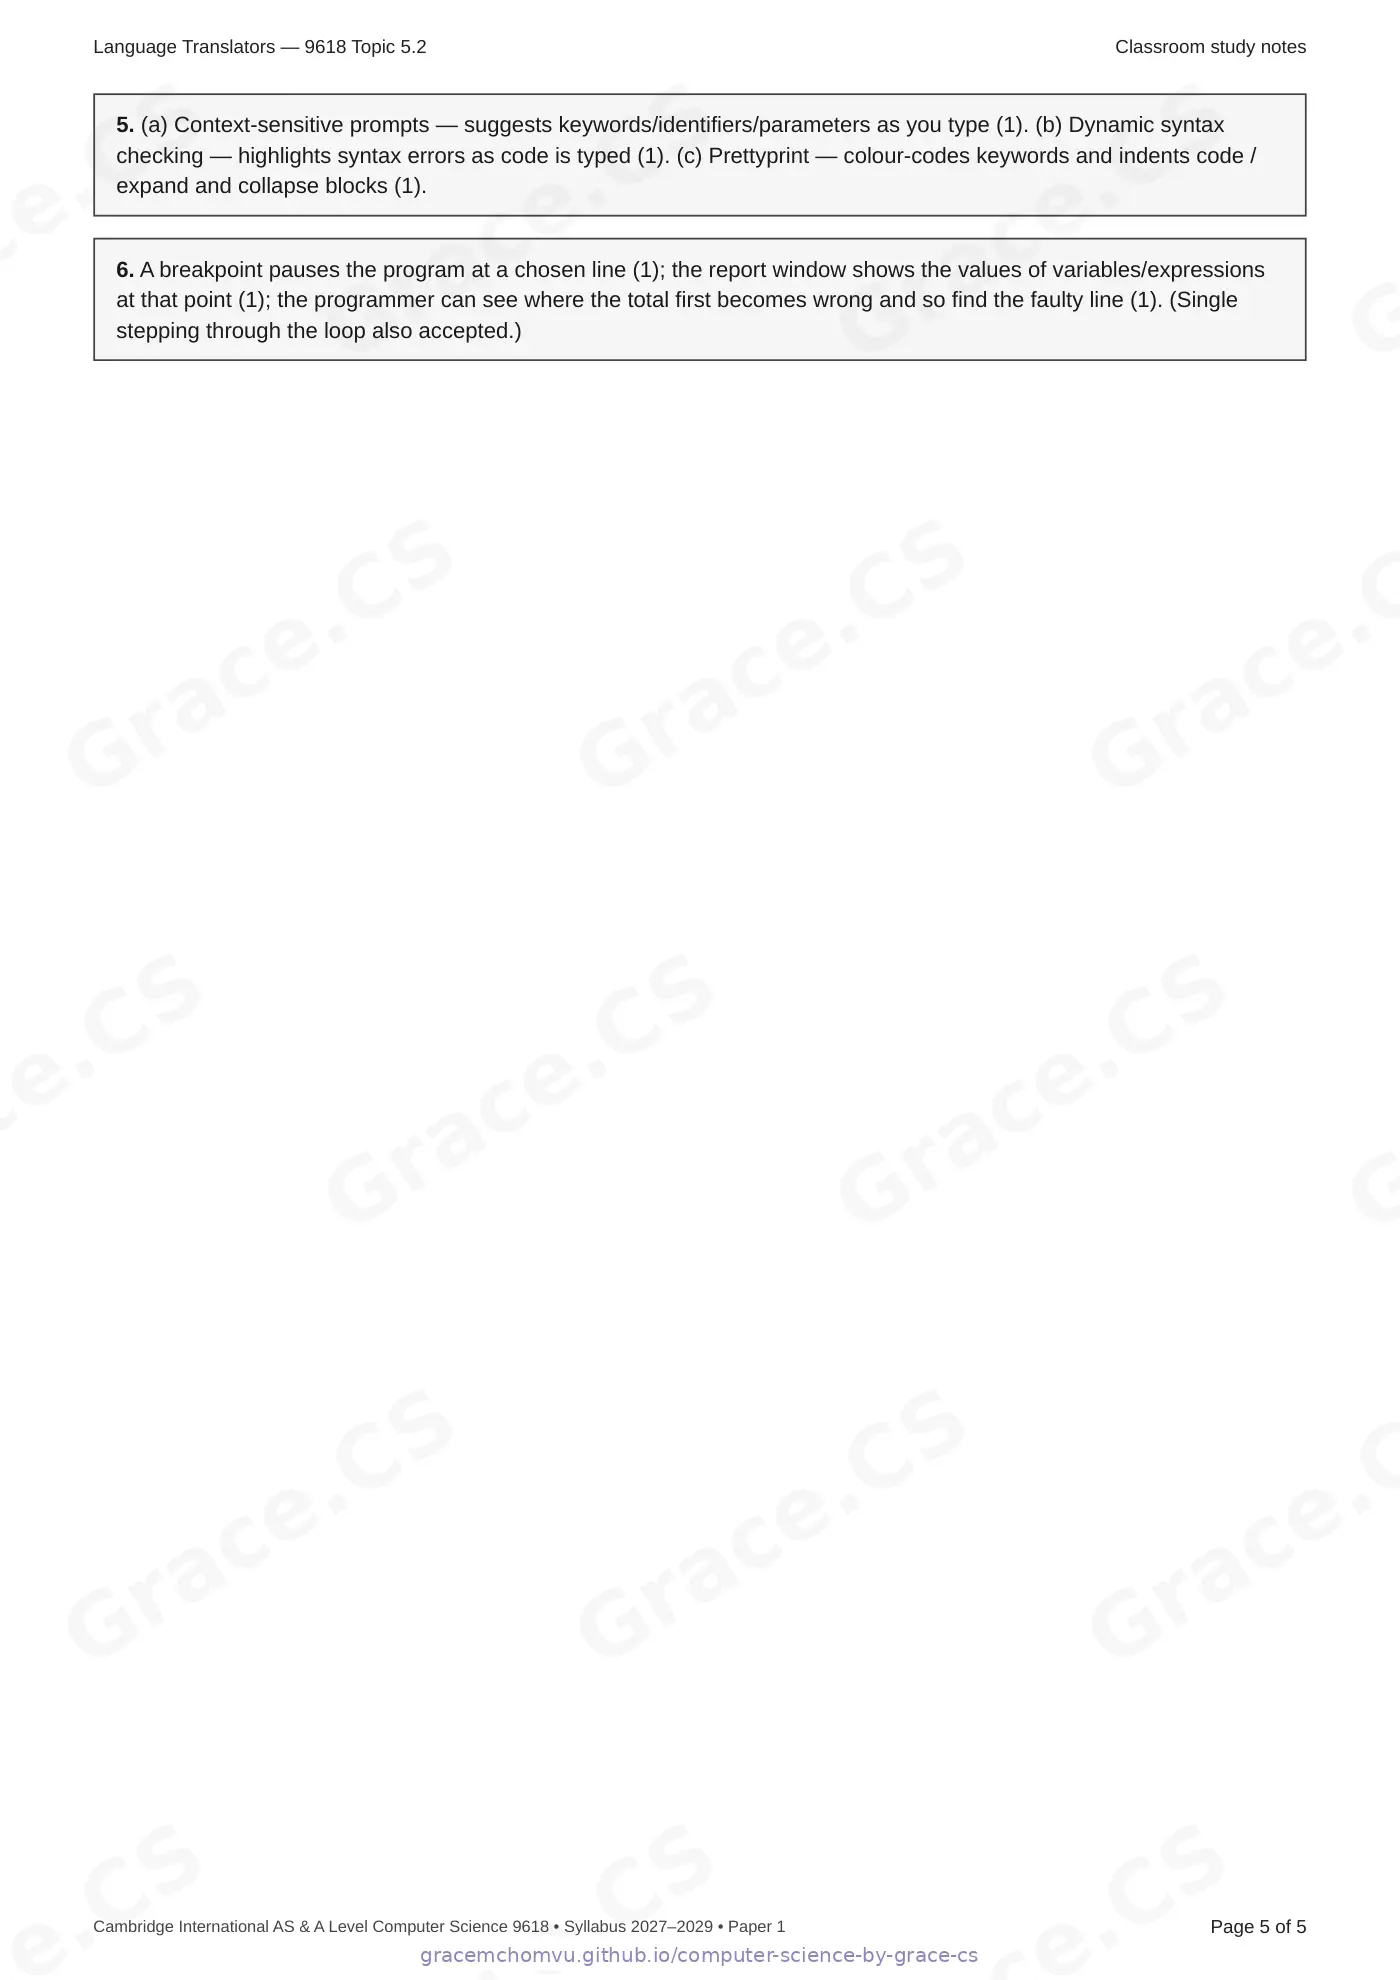 Language Translators — 9618 Topic 5.2
Classroom study notes
5. (a) Context-sensitive prompts — suggests keywords/identifiers/parameters as you type (1). (b) Dynamic syntax
checking — highlights syntax errors as code is typed (1). (c) Prettyprint — colour-codes keywords and indents code /
expand and collapse blocks (1).
6. A breakpoint pauses the program at a chosen line (1); the report window shows the values of variables/expressions
at that point (1); the programmer can see where the total first becomes wrong and so find the faulty line (1). (Single
stepping through the loop also accepted.)
Grace.CS
Cambridge International AS & A Level Computer Science 9618 • Syllabus 2027–2029 • Paper 1
Page 5 of 5
gracemchomvu.github.io/computer-science-by-grace-cs